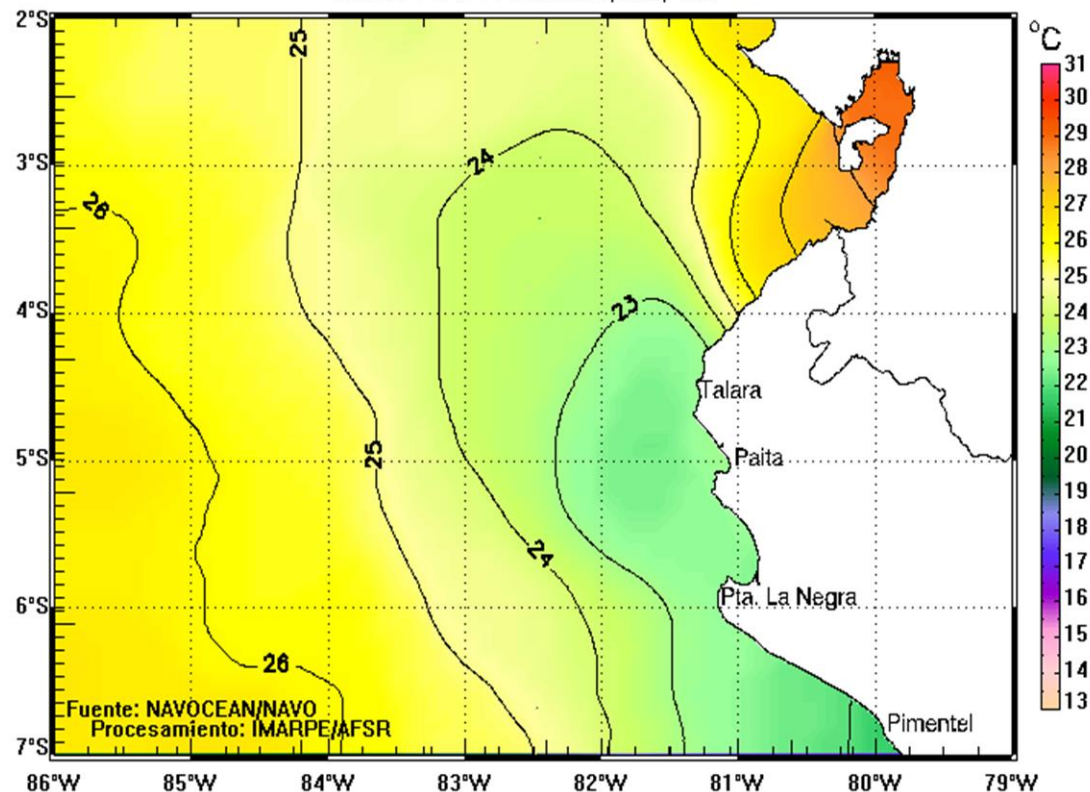 2°S
3°S
4°S
5°S
6°S
7°S
86°W
85°W
84°W
83°W
82°W
81°W
80°W
79°W
25
24
26
23
25
24
26
Talara
Paita
Pta. La Negra
Pimentel
Fuente: NAVOCEAN/NAVO
Procesamiento: IMARPE/AFSR
°C
31
30
29
28
27
26
25
24
23
22
21
20
19
18
17
16
15
14
13